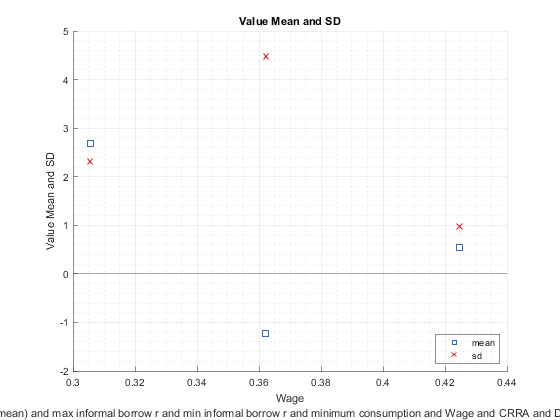 Value Mean and SD
5
4
3
2
1
0
-1
-2
Value Mean and SD
0.3 0.32 0.34 0.36 0.38 0.4 0.42 0.44
Wage
mean
sd
mean) and max informal borrow r and min informal borrow r and minimum consumption and Wage and CRRA and